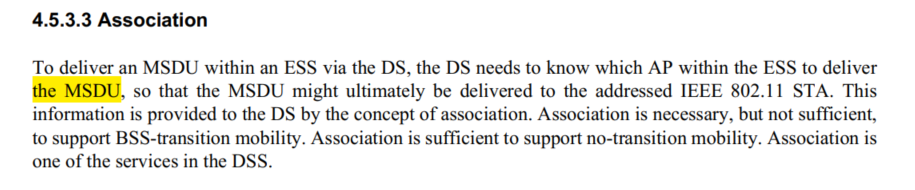 4.5.3.3 Association
To deliver an MSDU within an ESS via the DS, the DS needs to know which AP within the ESS to deliver
the MSDU, so that the MSDU might ultimately be delivered to the addressed IEEE 802.11 STA. This
information is provided to the DS by the concept of association. Association is necessary, but not sufficient,
to support BSS-transition mobility. Association is sufficient to support no-transition mobility. Association is
one of the services in the DSS.